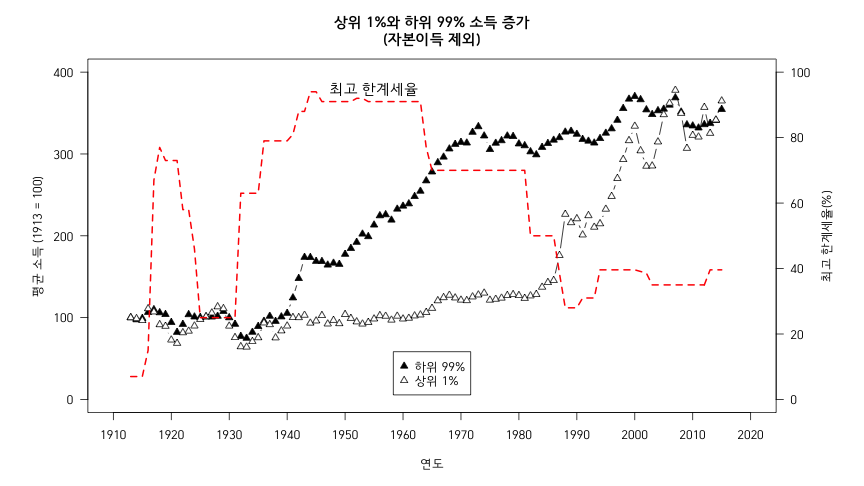 상위 1%와 하위 99% 소득 증가
(자본이득 제외)
최고 한계세율
평균 소득 (1913 = 100)
400
300
200
100
0
최고 한계세율(%)
100
80
60
40
20
0
하위 99%
상위 1%
1910 1920 1930 1940 1950 1960 1970 1980 1990 2000 2010 2020
연도